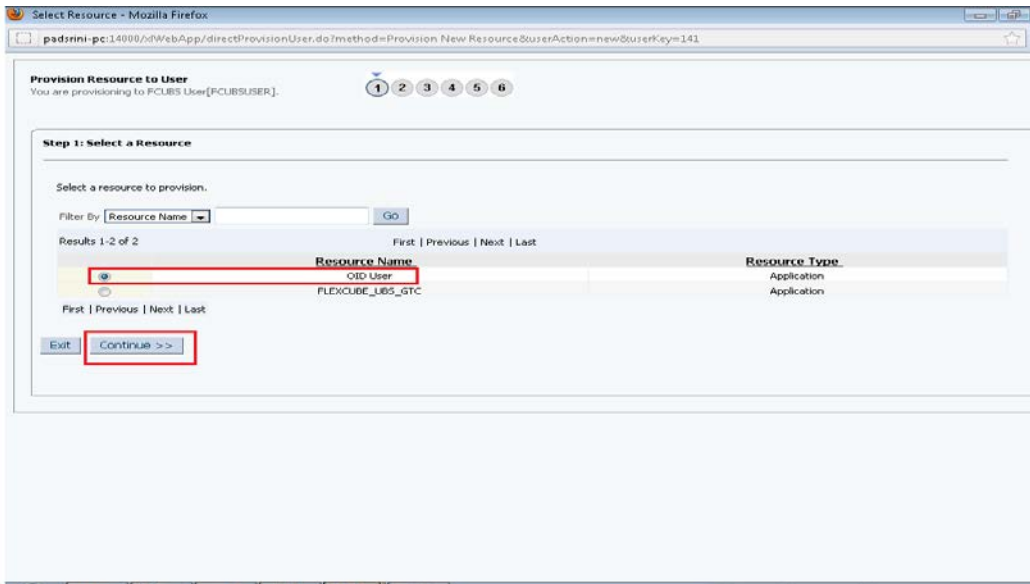 Select Resource - Mozilla Firefox
padsrini-pc:14000/xlWebApp/directProvisionUser.do?method=Provision New Resource&userAction=new&userKey=141
Provision Resource to User
You are provisioning to FCUBS User[FCUBSUSER].
1 2 3 4 5 6
Step 1: Select a Resource
Select a resource to provision.
Filter By Resource Name Go
Results 1-2 of 2 First | Previous | Next | Last
Resource Name Resource Type
OID User Application
FLEXCUBE_UBS_GTC Application
First | Previous | Next | Last
Exit Continue >>